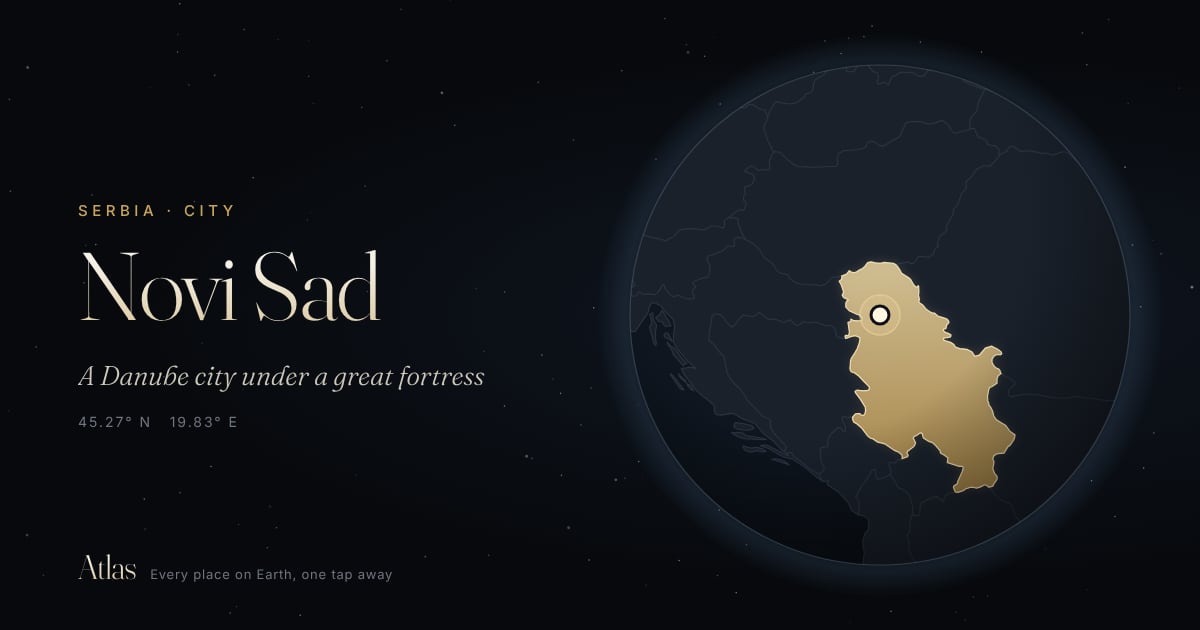 SERBIA · CITY
Novi Sad
A Danube city under a great fortress
45.27° N 19.83° E
Atlas Every place on Earth, one tap away